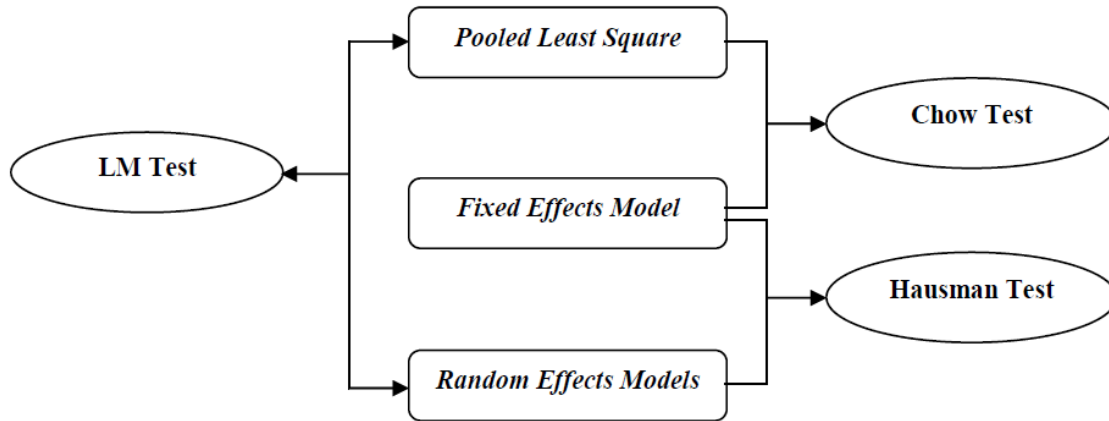 Pooled Least Square
Chow Test
LM Test
Fixed Effects Model
Hausman Test
Random Effects Models